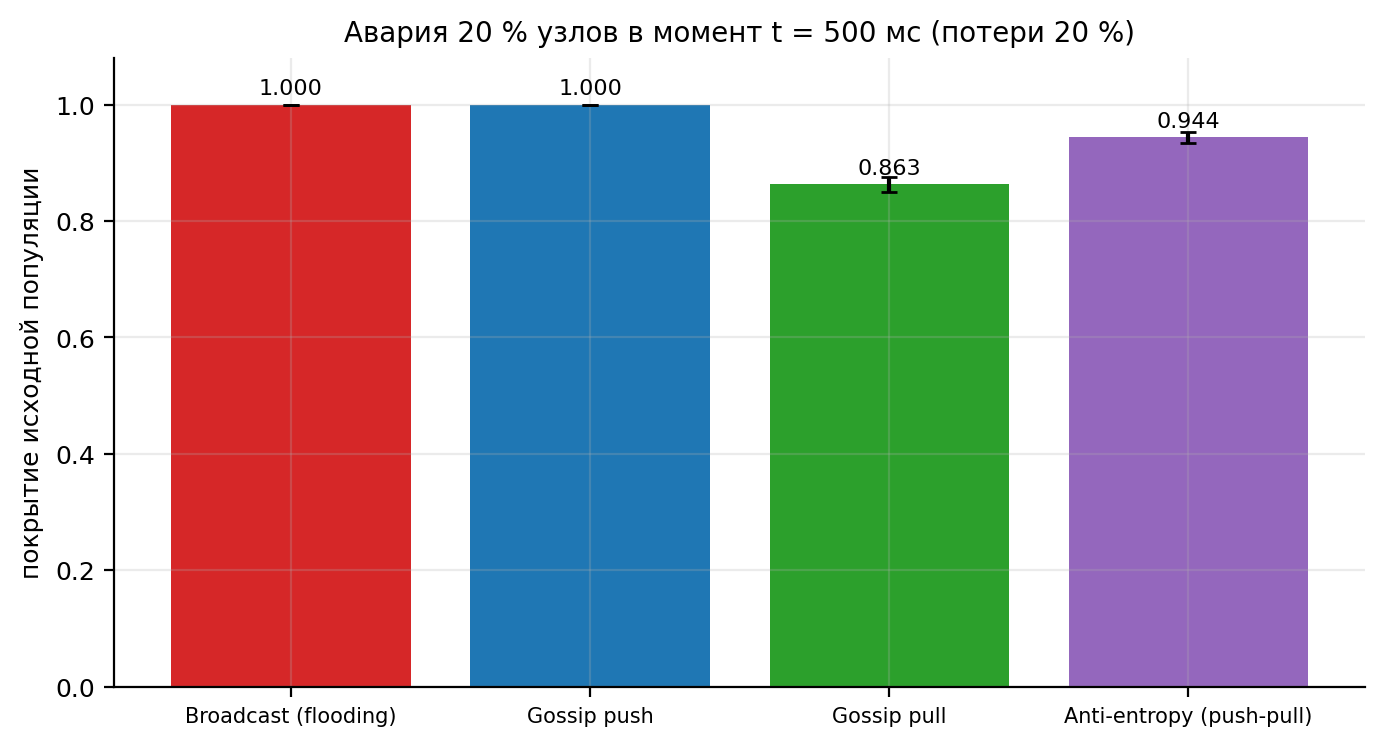 Авария 20 % узлов в момент t = 500 мс (потери 20 %)
покрытие исходной популяции
1.0
0.8
0.6
0.4
0.2
0.0
1.000
1.000
0.863
0.944
Broadcast (flooding)
Gossip push
Gossip pull
Anti-entropy (push-pull)